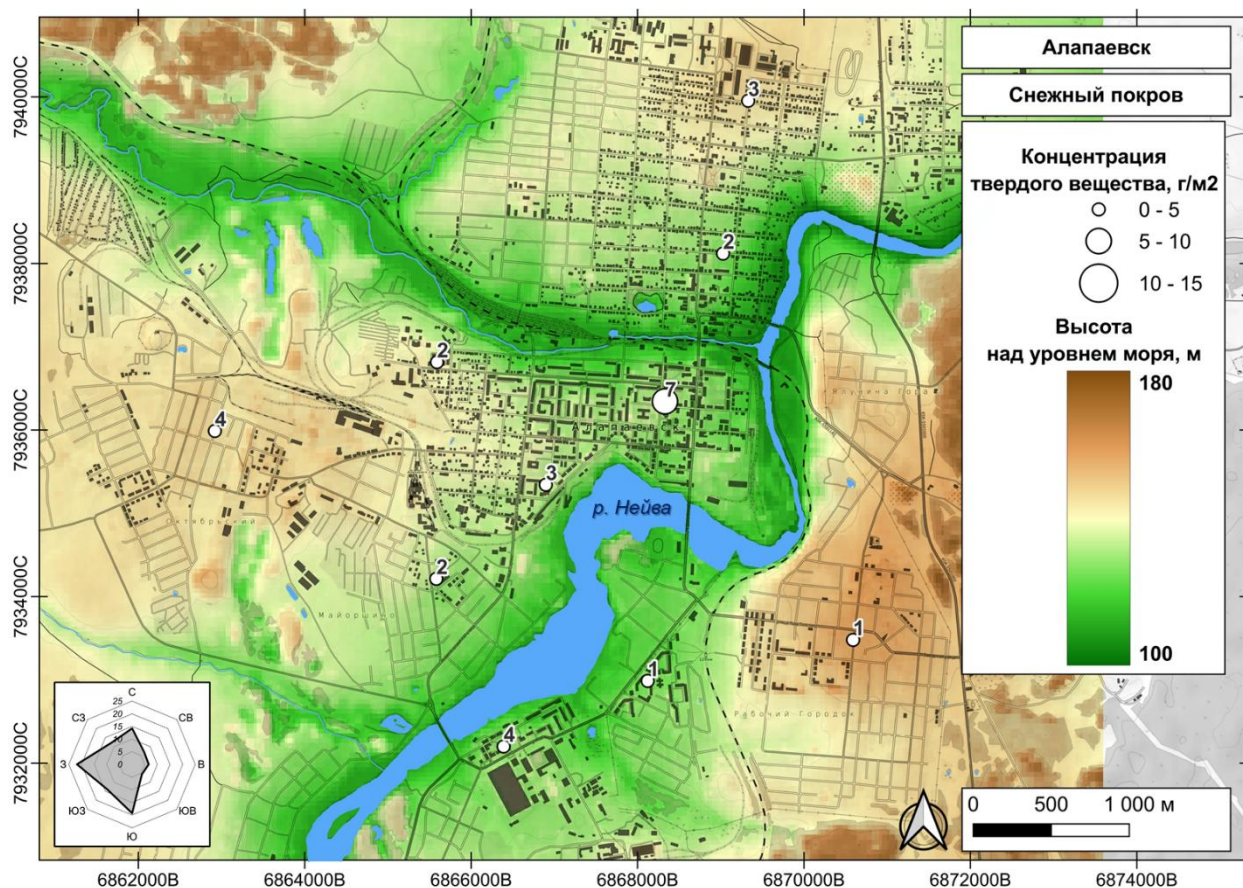 Алапаевск
Снежный покров
Концентрация
твердого вещества, г/м2
0 - 5
5 - 10
10 - 15
Высота
над уровнем моря, м
180
100
7940000С
7938000С
7936000С
7934000С
7932000С
3
2
2
7
4
Алапаевск
3
р. Нейва
Октябрьский
2
Майоршино
1
1
Рабочий Городок
4
С
СВ
В
ЮВ
Ю
ЮЗ
З
СЗ
25
20
15
10
5
0
0 500 1 000 м
6862000В 6864000В 6866000В 6868000В 6870000В 6872000В 6874000В